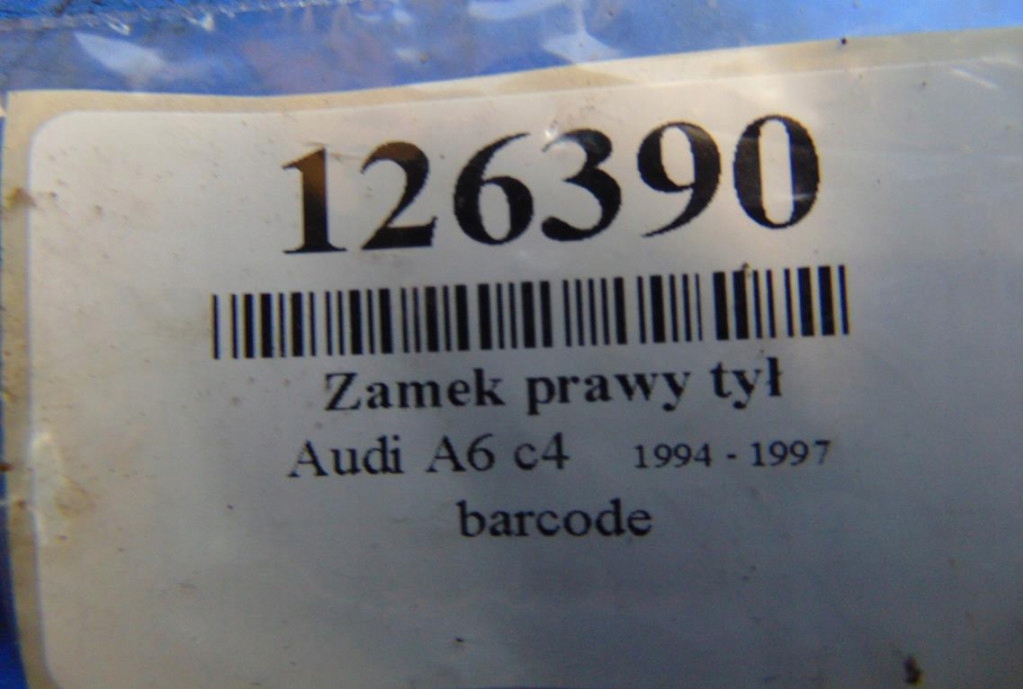 126390
Zamek prawy tył
Audi A6 c4 1994 - 1997
barcode